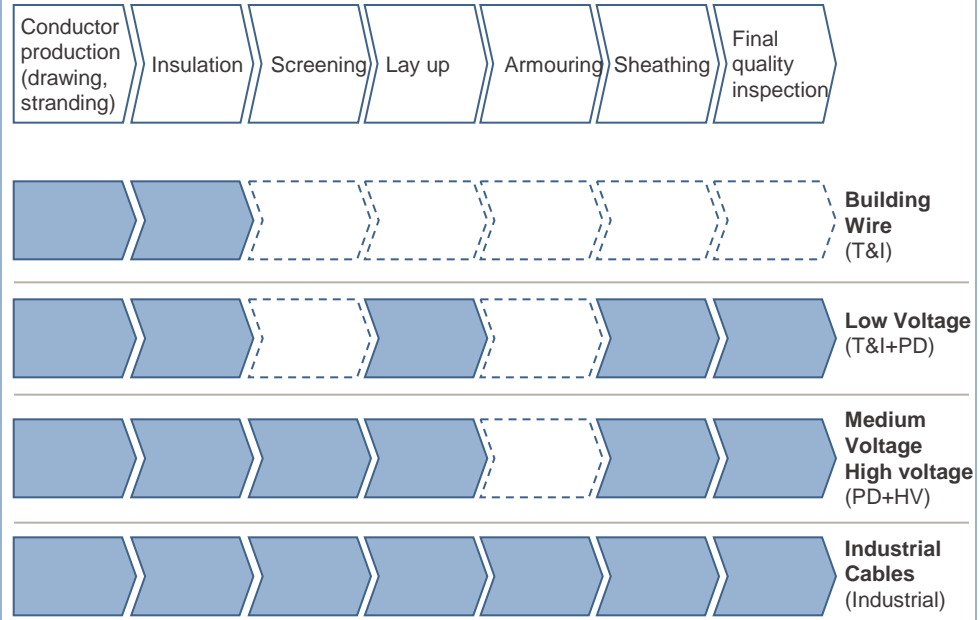 Conductor
production
(drawing,
stranding)
Insulation
Screening
Lay up
Armouring
Sheathing
Final
quality
inspection
Building
Wire
(T&I)
Low Voltage
(T&I+PD)
Medium
Voltage
High voltage
(PD+HV)
Industrial
Cables
(Industrial)